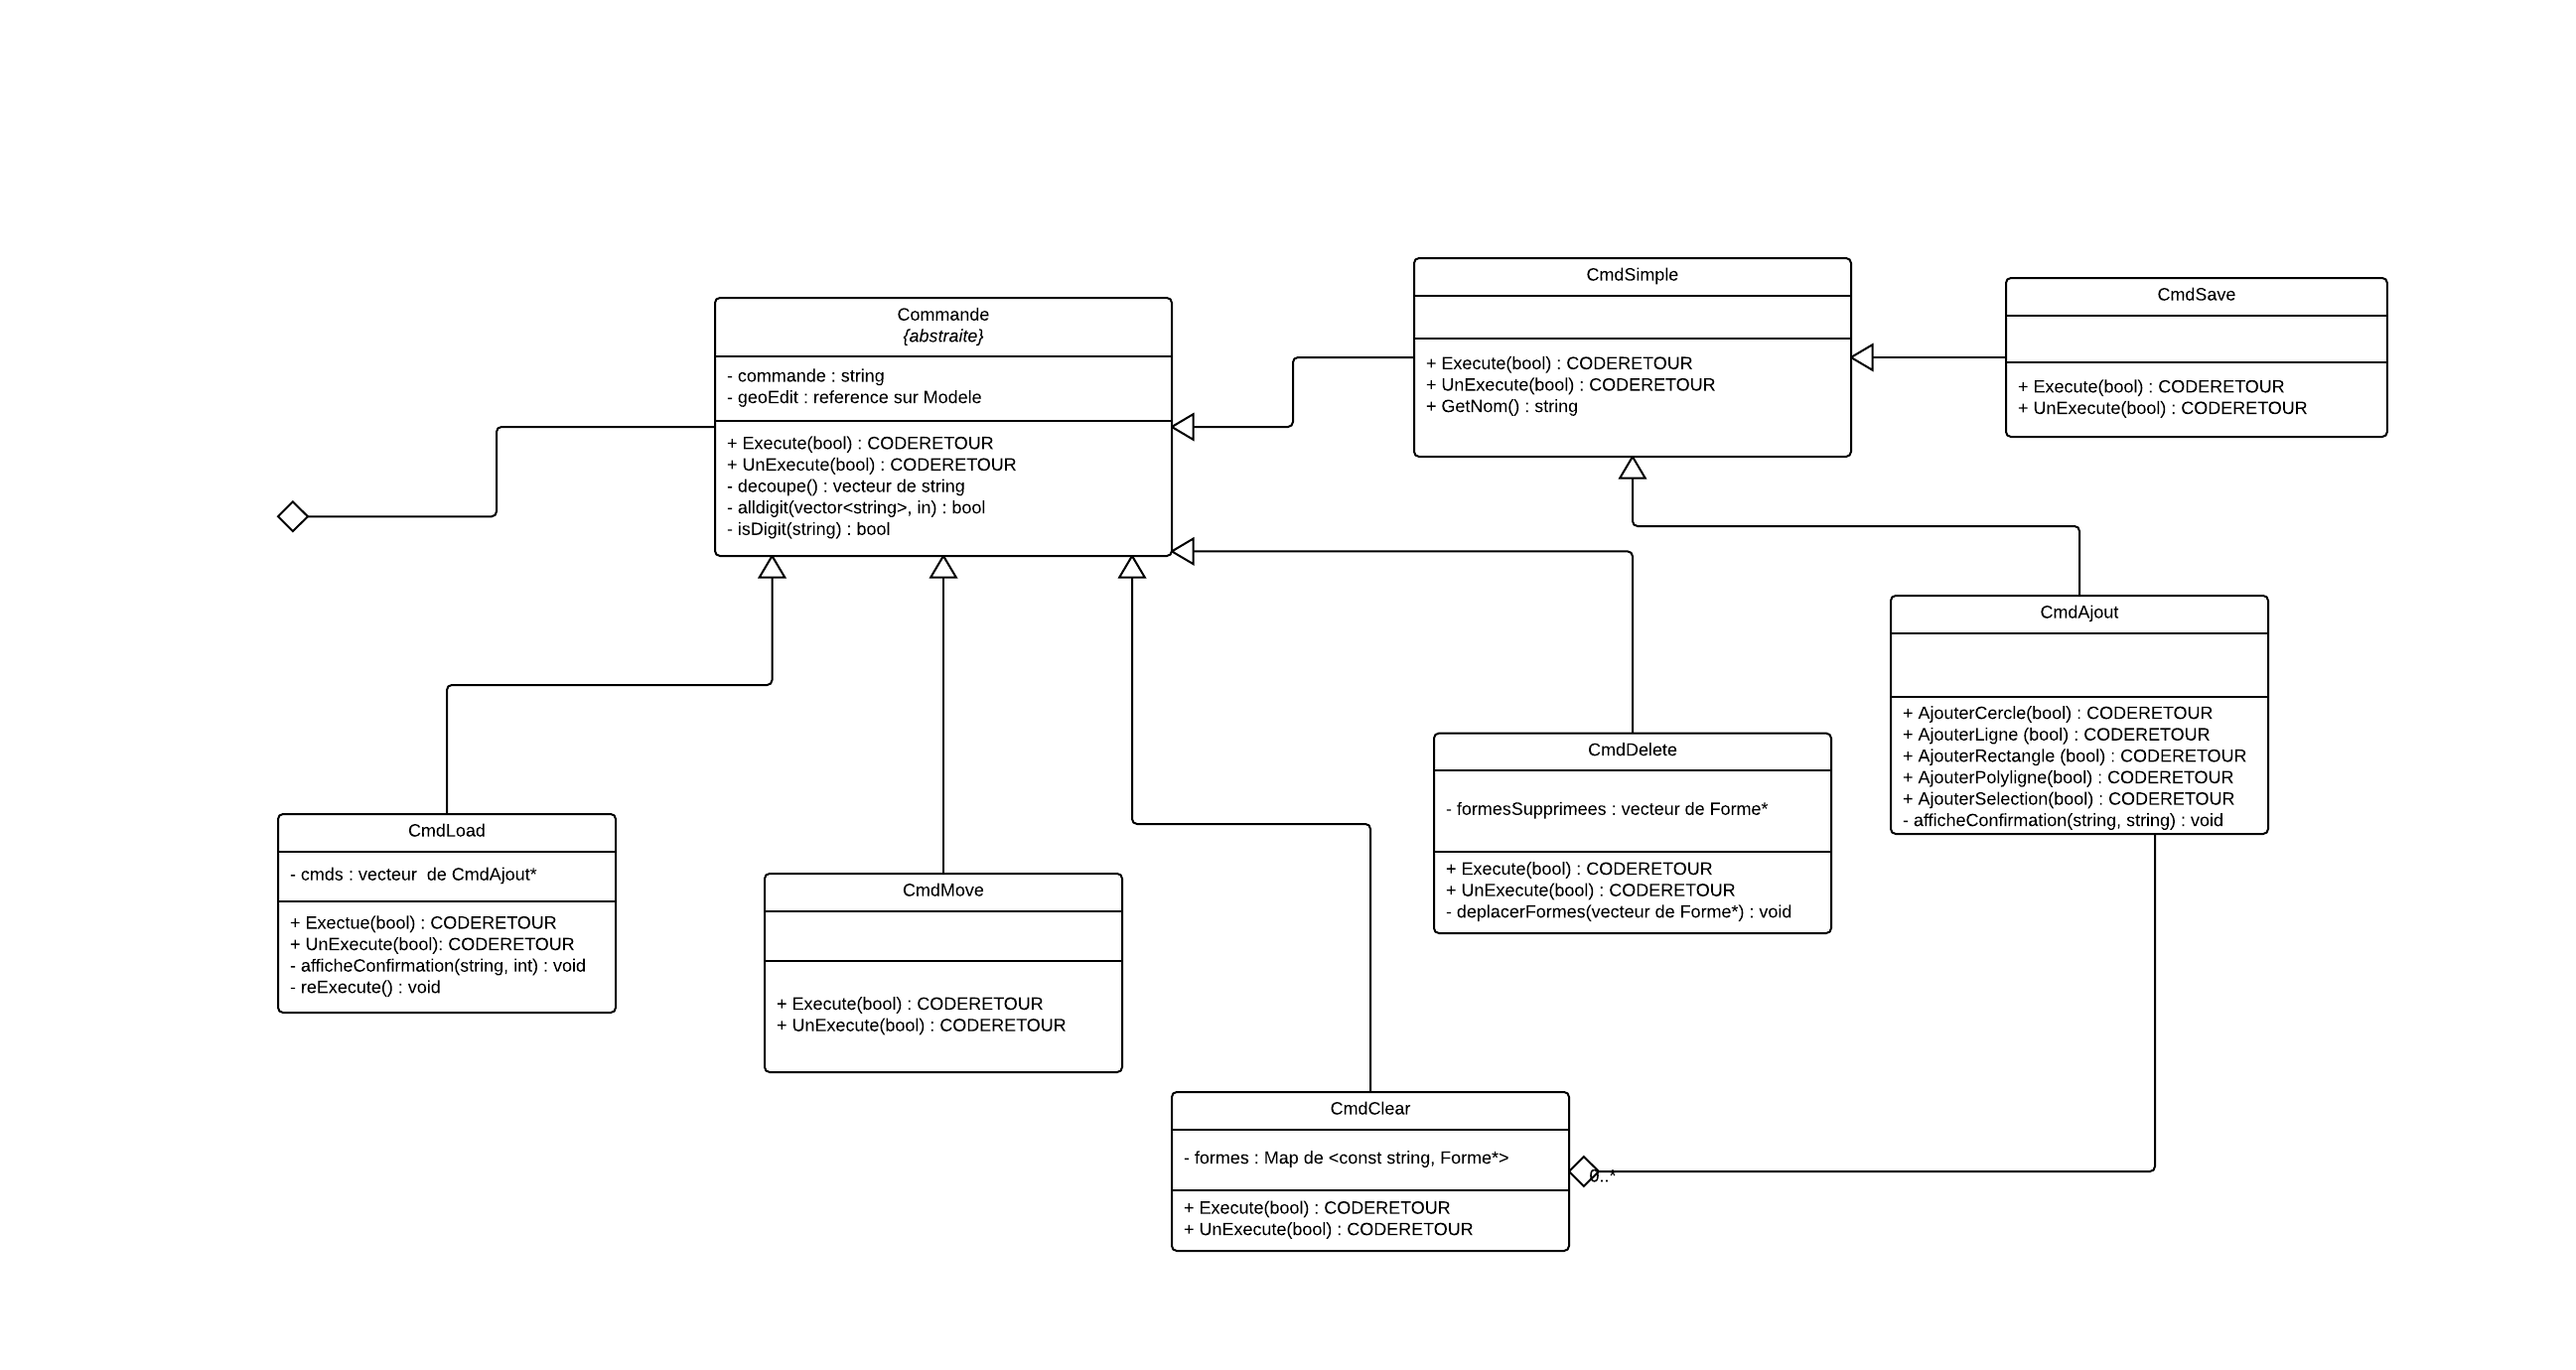 Commande
{abstraite}
- commande : string
- geoEdit : reference sur Modele
+ Execute(bool) : CODERETOUR
+ UnExecute(bool) : CODERETOUR
- decoupe() : vecteur de string
- alldigit(vector<string>, in) : bool
- isDigit(string) : bool
CmdSimple
+ Execute(bool) : CODERETOUR
+ UnExecute(bool) : CODERETOUR
+ GetNom() : string
CmdSave
+ Execute(bool) : CODERETOUR
+ UnExecute(bool) : CODERETOUR
CmdAjout
+ AjouterCercle(bool) : CODERETOUR
+ AjouterLigne (bool) : CODERETOUR
+ AjouterRectangle (bool) : CODERETOUR
+ AjouterPolyligne(bool) : CODERETOUR
+ AjouterSelection(bool) : CODERETOUR
- afficheConfirmation(string, string) : void
CmdDelete
- formesSupprimees : vecteur de Forme*
+ Execute(bool) : CODERETOUR
+ UnExecute(bool) : CODERETOUR
- deplacerFormes(vecteur de Forme*) : void
CmdLoad
- cmds : vecteur  de CmdAjout*
+ Exectue(bool) : CODERETOUR
+ UnExecute(bool): CODERETOUR
- afficheConfirmation(string, int) : void
- reExecute() : void
CmdMove
+ Execute(bool) : CODERETOUR
+ UnExecute(bool) : CODERETOUR
CmdClear
- formes : Map de <const string, Forme*>
+ Execute(bool) : CODERETOUR
+ UnExecute(bool) : CODERETOUR
0..*